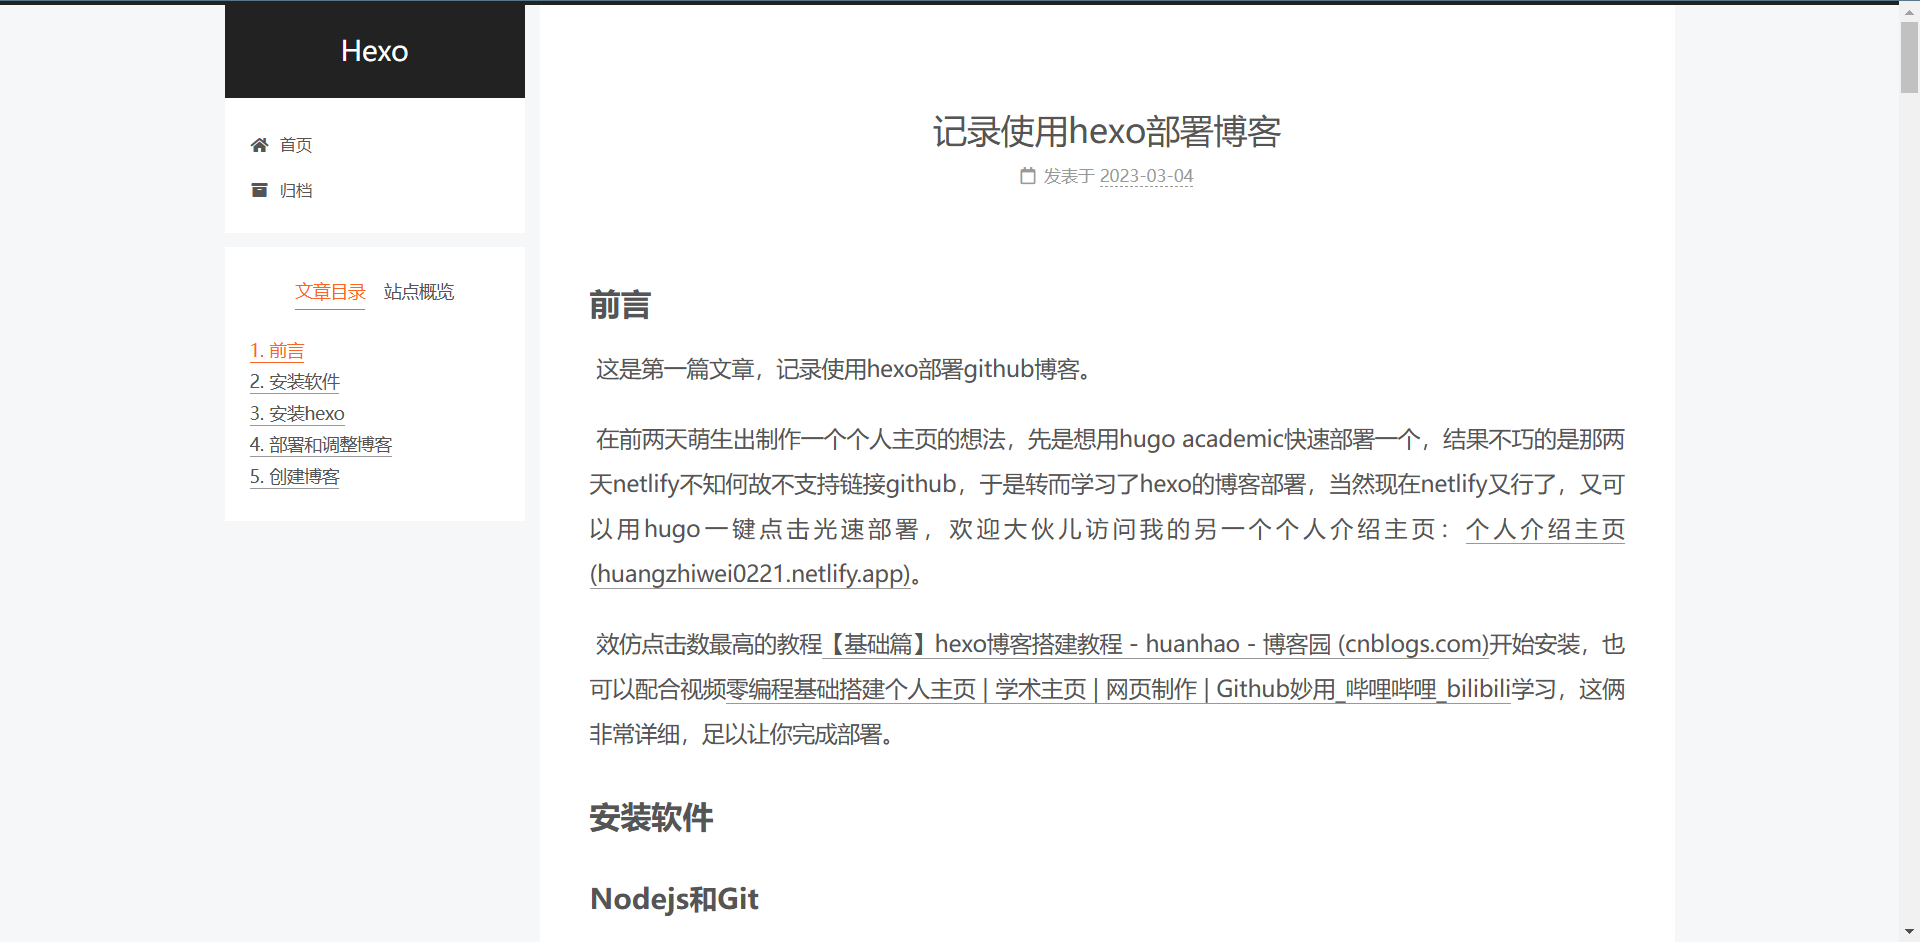 Hexo
首页
归档
文章目录 站点概览
1. 前言
2. 安装软件
3. 安装hexo
4. 部署和调整博客
5. 创建博客
记录使用hexo部署博客
发表于 2023-03-04
前言
这是第一篇文章，记录使用hexo部署github博客。
在前两天萌生出制作一个个人主页的想法，先是想用hugo academic快速部署一个，结果不巧的是那两
天netlify不知何故不支持链接github，于是转而学习了hexo的博客部署，当然现在netlify又行了，又可
以用hugo一键点击光速部署，欢迎大伙儿访问我的另一个个人介绍主页：个人介绍主页
(huangzhiwei0221.netlify.app)。
效仿点击数最高的教程【基础篇】hexo博客搭建教程 - huanhao - 博客园 (cnblogs.com)开始安装，也
可以配合视频零编程基础搭建个人主页 | 学术主页 | 网页制作 | Github妙用_哔哩哔哩_bilibili学习，这俩
非常详细，足以让你完成部署。
安装软件
Nodejs和Git